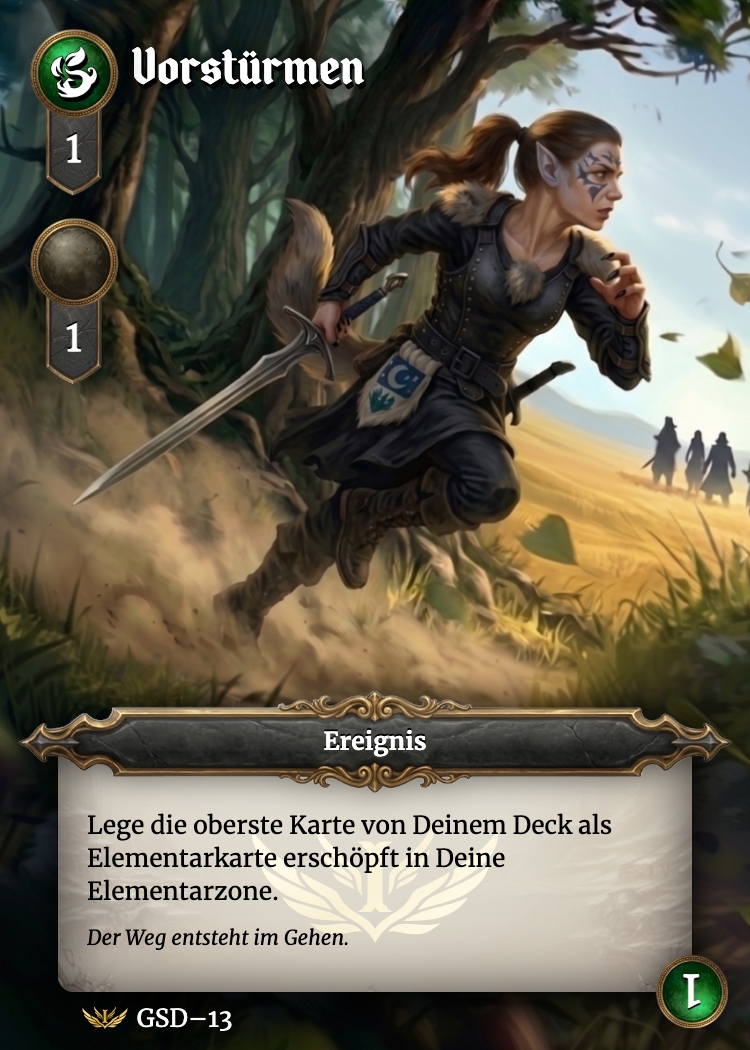 Vorstürmen
1
1
Ereignis
Lege die oberste Karte von Deinem Deck als
Elementarkarte erschöpft in Deine
Elementarzone.
Der Weg entsteht im Gehen.
GSD–13
1